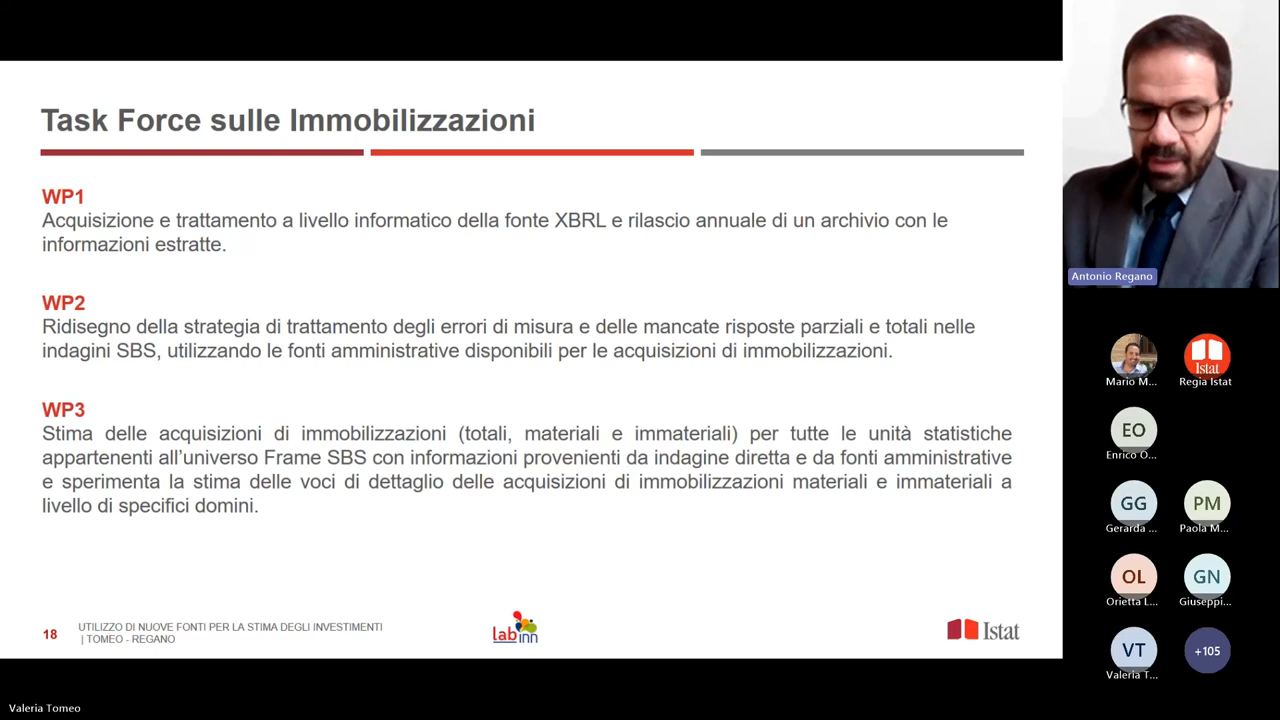 Task Force sulle Immobilizzazioni
WP1
Acquisizione e trattamento a livello informatico della fonte XBRL e rilascio annuale di un archivio con le
informazioni estratte.
WP2
Ridisegno della strategia di trattamento degli errori di misura e delle mancate risposte parziali e totali nelle
indagini SBS, utilizzando le fonti amministrative disponibili per le acquisizioni di immobilizzazioni.
WP3
Stima delle acquisizioni di immobilizzazioni (totali, materiali e immateriali) per tutte le unità statistiche
appartenenti all’universo Frame SBS con informazioni provenienti da indagine diretta e da fonti amministrative
e sperimenta la stima delle voci di dettaglio delle acquisizioni di immobilizzazioni materiali e immateriali a
livello di specifici domini.
18
UTILIZZO DI NUOVE FONTI PER LA STIMA DEGLI INVESTIMENTI
| TOMEO - REGANO
lab inn
Istat
Valeria Tomeo
Antonio Regano
Istat
Mario M...
Regia Istat
EO
Enrico O...
GG
PM
Gerarda ...
Paola M...
OL
GN
Orietta L...
Giuseppi...
VT
+105
Valeria T...